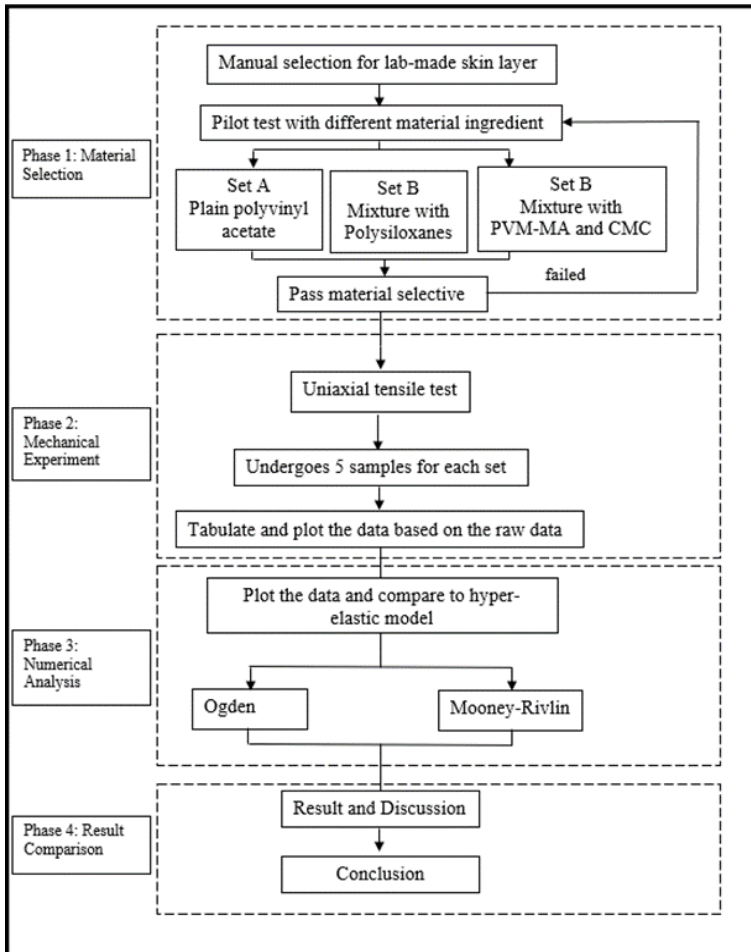 Manual selection for lab-made skin layer
Pilot test with different material ingredient
Phase 1: Material
Selection
Set A
Plain polyvinyl
acetate
Set B
Mixture with
Polysiloxanes
Set B
Mixture with
PVM-MA and CMC
failed
Pass material selective
Uniaxial tensile test
Phase 2:
Mechanical
Experiment
Undergoes 5 samples for each set
Tabulate and plot the data based on the raw data
Plot the data and compare to hyper-
elastic model
Phase 3:
Numerical
Analysis
Ogden
Mooney-Rivlin
Result and Discussion
Phase 4: Result
Comparison
Conclusion